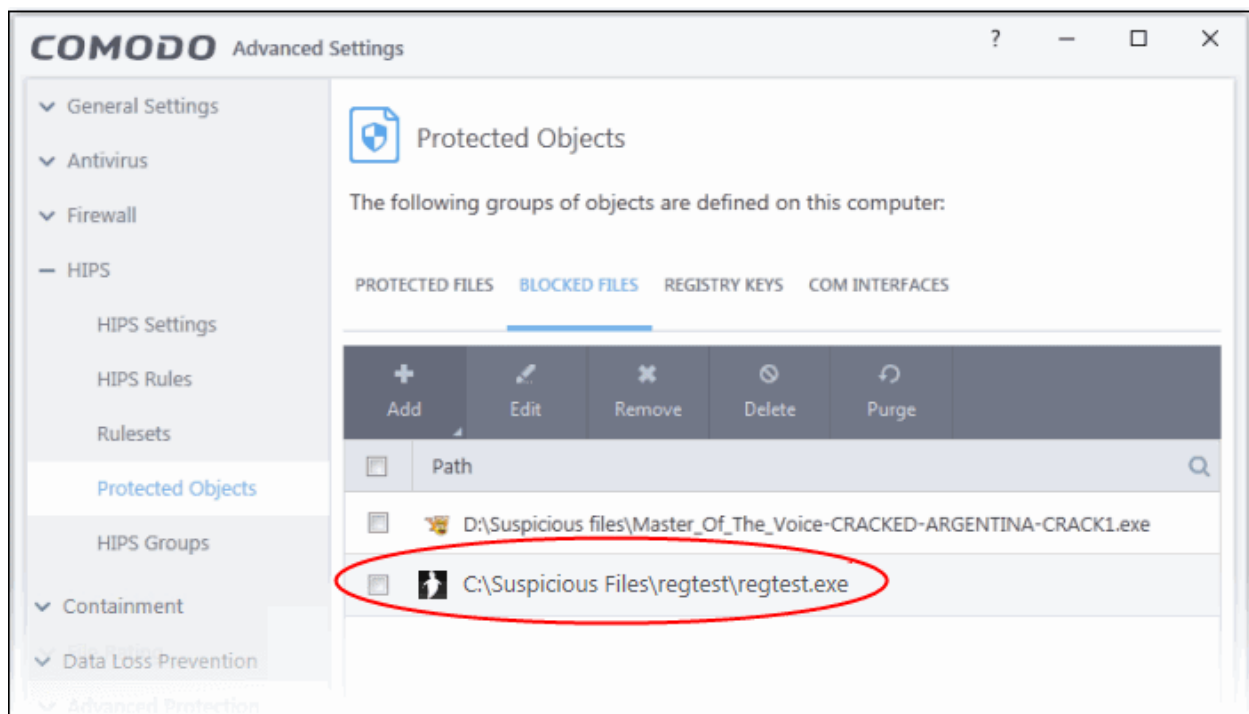 COMODO Advanced Settings
?
General Settings
Antivirus
Firewall
HIPS
HIPS Settings
HIPS Rules
Rulesets
Protected Objects
HIPS Groups
Containment
Data Loss Prevention
Advanced Protection
Protected Objects
The following groups of objects are defined on this computer:
PROTECTED FILES BLOCKED FILES REGISTRY KEYS COM INTERFACES
Add Edit Remove Delete Purge
Path
D:\Suspicious files\Master_Of_The_Voice-CRACKED-ARGENTINA-CRACK1.exe
C:\Suspicious Files\regtest\regtest.exe